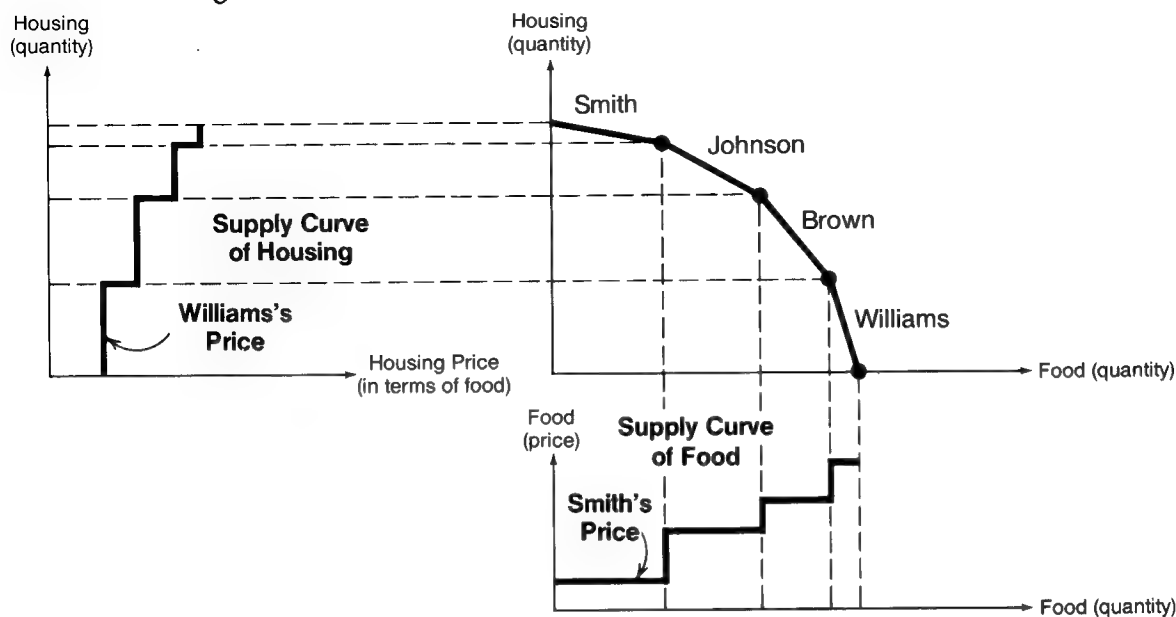 Housing
(quantity)
Housing
(quantity)
Smith
Johnson
Brown
Williams
Supply Curve
of Housing
Williams's
Price
Housing Price
(in terms of food)
Food (quantity)
Food
(price)
Supply Curve
of Food
Smith's
Price
Food (quantity)